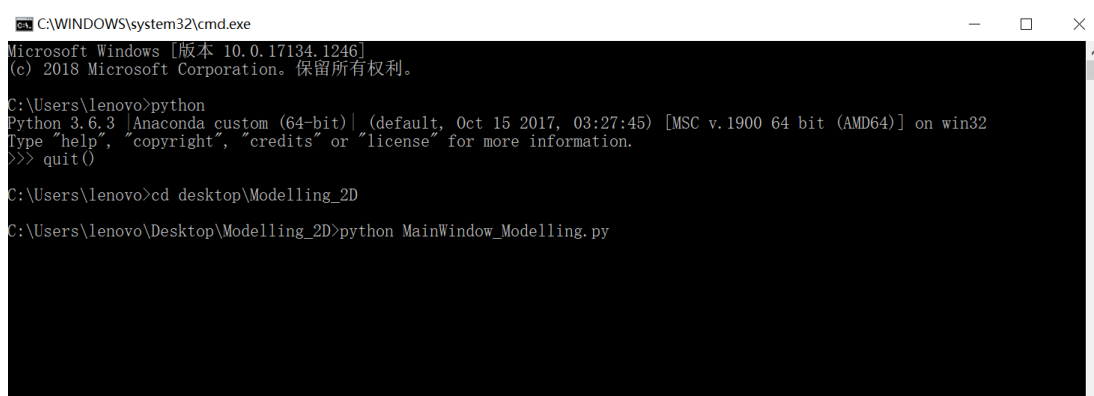 C:\WINDOWS\system32\cmd.exe
Microsoft Windows [版本 10.0.17134.1246]
(c) 2018 Microsoft Corporation。保留所有权利。
C:\Users\lenovo>python
Python 3.6.3 |Anaconda custom (64-bit)| (default, Oct 15 2017, 03:27:45) [MSC v.1900 64 bit (AMD64)] on win32
Type "help", "copyright", "credits" or "license" for more information.
>>> quit()
C:\Users\lenovo>cd desktop\Modelling_2D
C:\Users\lenovo\Desktop\Modelling_2D>python MainWindow_Modelling.py